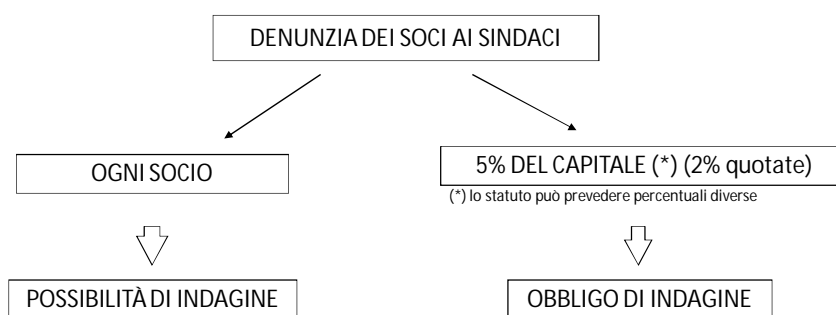 DENUNZIA DEI SOCI AI SINDACI
OGNI SOCIO
5% DEL CAPITALE (*) (2% quotate)
(*) lo statuto può prevedere percentuali diverse
POSSIBILITÀ DI INDAGINE
OBBLIGO DI INDAGINE